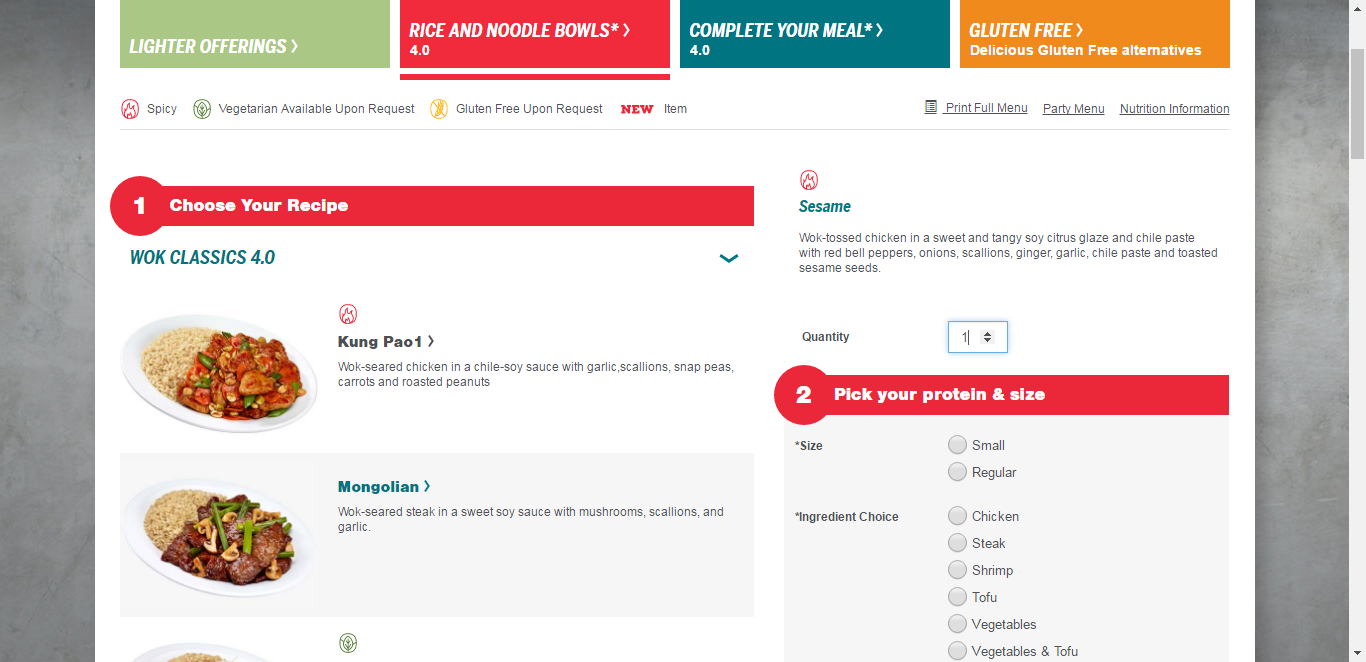 LIGHTER OFFERINGS >
RICE AND NOODLE BOWLS* >
4.0
COMPLETE YOUR MEAL* >
4.0
GLUTEN FREE >
Delicious Gluten Free alternatives
Spicy
Vegetarian Available Upon Request
Gluten Free Upon Request
NEW Item
Print Full Menu
Party Menu
Nutrition Information
1 Choose Your Recipe
WOK CLASSICS 4.0
Kung Pao1 >
Wok-seared chicken in a chile-soy sauce with garlic,scallions, snap peas,
carrots and roasted peanuts
Mongolian >
Wok-seared steak in a sweet soy sauce with mushrooms, scallions, and
garlic.
Sesame
Wok-tossed chicken in a sweet and tangy soy citrus glaze and chile paste
with red bell peppers, onions, scallions, ginger, garlic, chile paste and toasted
sesame seeds.
Quantity
1
2 Pick your protein & size
*Size
Small
Regular
*Ingredient Choice
Chicken
Steak
Shrimp
Tofu
Vegetables
Vegetables & Tofu